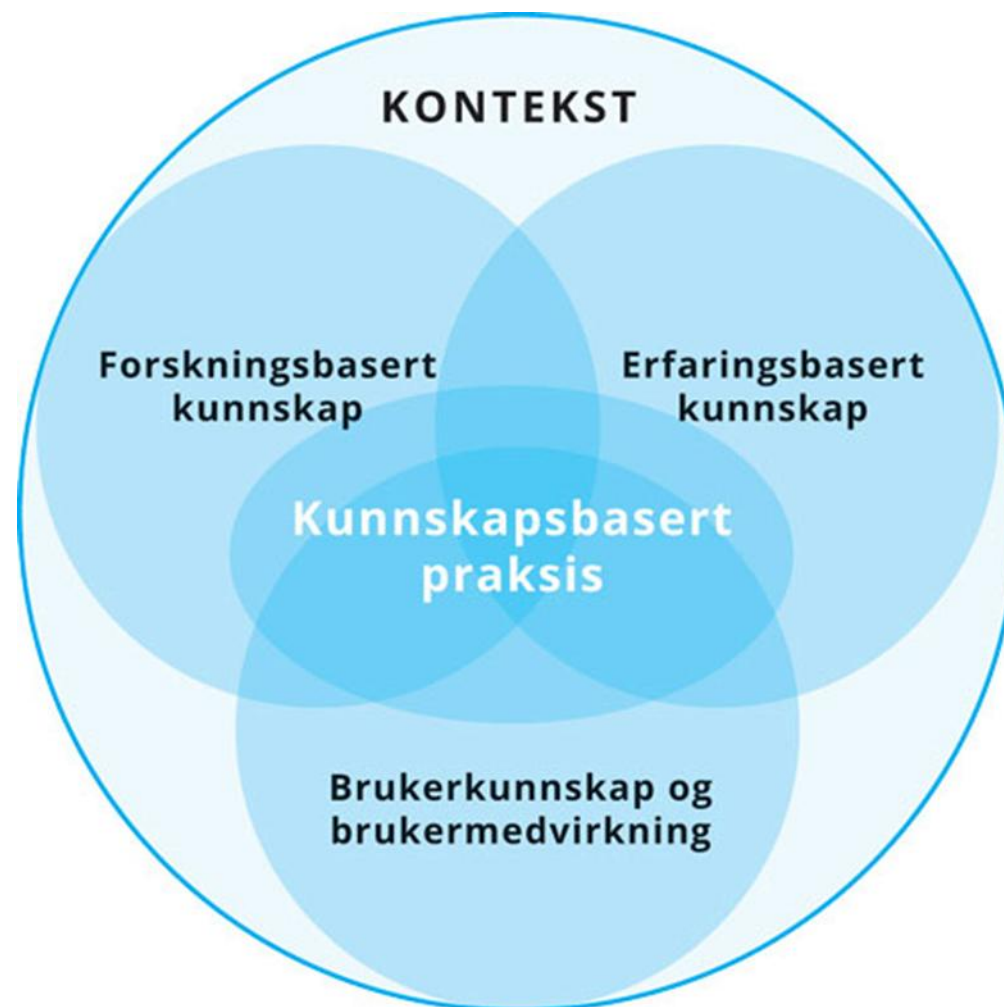 KONTEKST
Forskningsbasert
kunnskap
Erfaringsbasert
kunnskap
Kunnskapsbasert
praksis
Brukerkunnskap og
brukermedvirkning